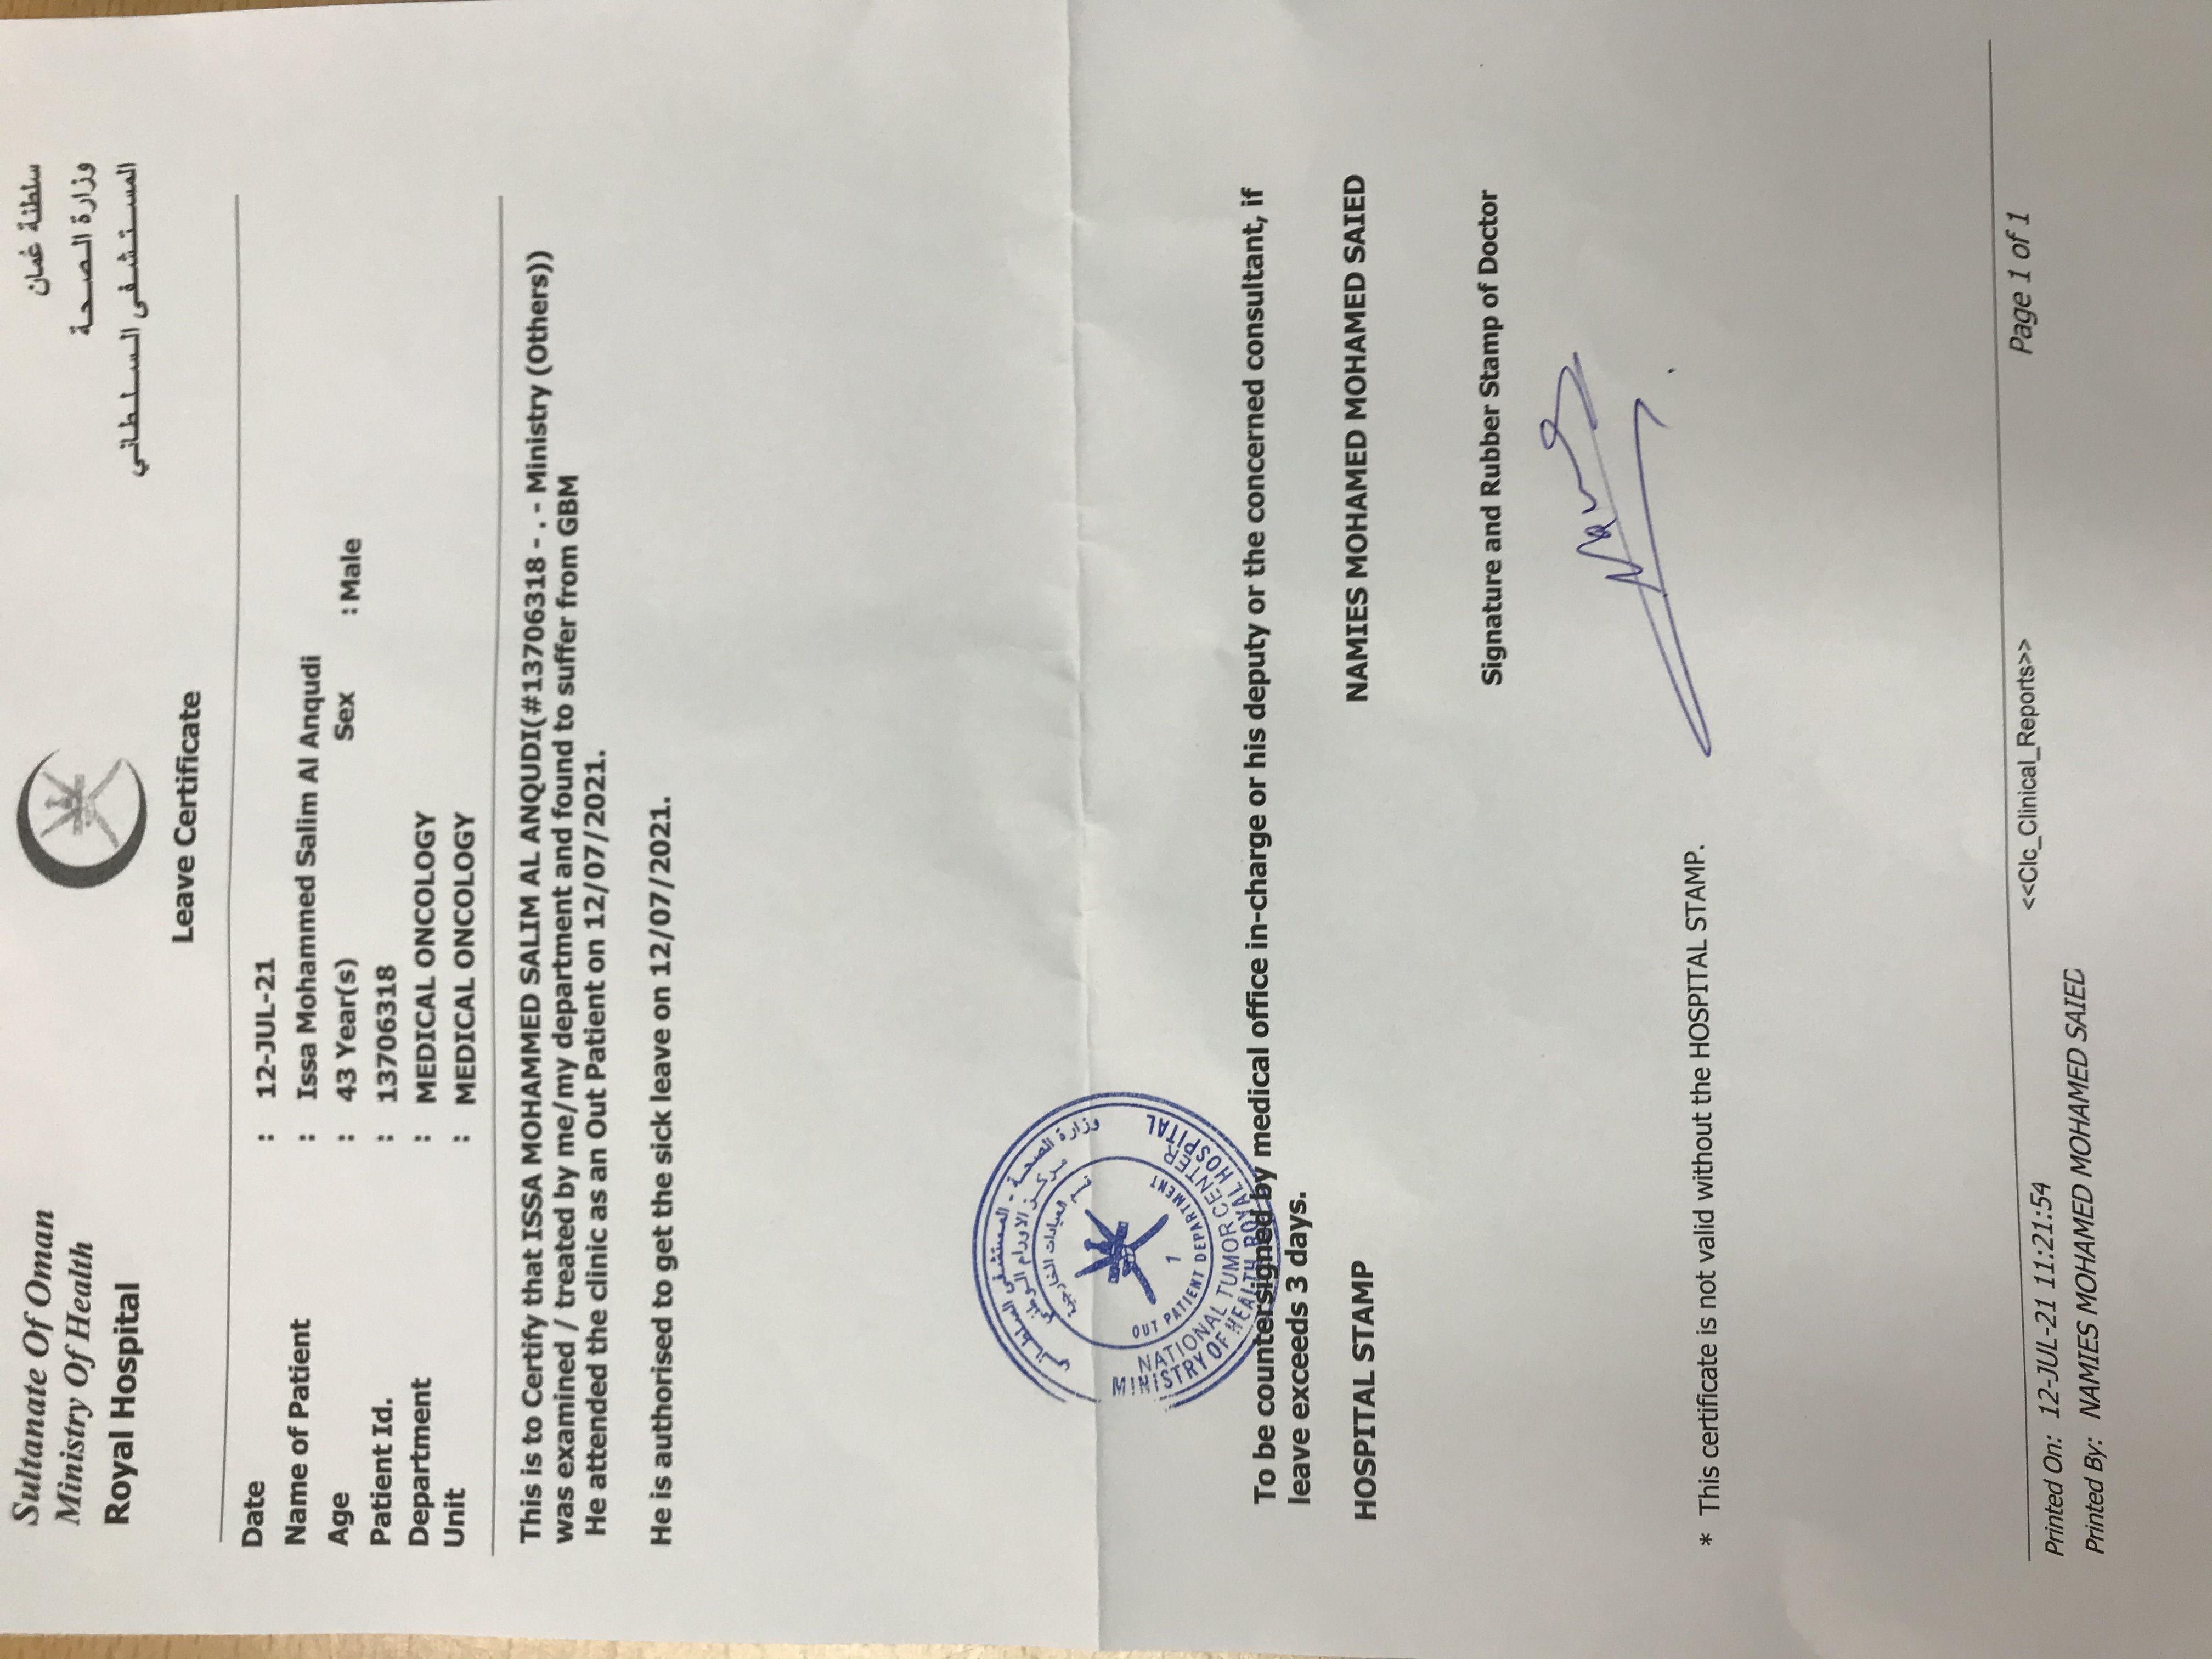 Sultanate Of Oman
Ministry Of Health
Royal Hospital
سلطنة عُمان
وزارة الصحة
المستشفى السلطاني
Leave Certificate
Date : 12-JUL-21
Name of Patient : Issa Mohammed Salim Al Anqudi
Age : 43 Year(s) Sex : Male
Patient Id. : 13706318
Department : MEDICAL ONCOLOGY
Unit : MEDICAL ONCOLOGY
This is to Certify that ISSA MOHAMMED SALIM AL ANQUDI(#13706318 - . - Ministry (Others))
was examined / treated by me/my department and found to suffer from GBM
He attended the clinic as an Out Patient on 12/07/2021.
He is authorised to get the sick leave on 12/07/2021.
وزارة الصحة - المستشفى السلطاني
مركز الاورام الوطني
قسم العيادات الخارجية
1
OUT PATIENT DEPARTMENT
NATIONAL TUMOR CENTER
MINISTRY OF HEALTH ROYAL HOSPITAL
To be countersigned by medical office in-charge or his deputy or the concerned consultant, if
leave exceeds 3 days.
HOSPITAL STAMP NAMIES MOHAMED MOHAMED SAIED
Signature and Rubber Stamp of Doctor
* This certificate is not valid without the HOSPITAL STAMP.
Printed On: 12-JUL-21 11:21:54 <<Clc_Clinical_Reports>> Page 1 of 1
Printed By: NAMIES MOHAMED MOHAMED SAIED